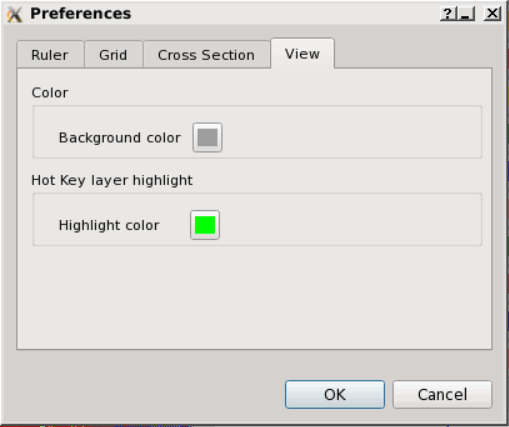 Preferences
?
Ruler Grid Cross Section View
Color
Background color
Hot Key layer highlight
Highlight color
OK Cancel